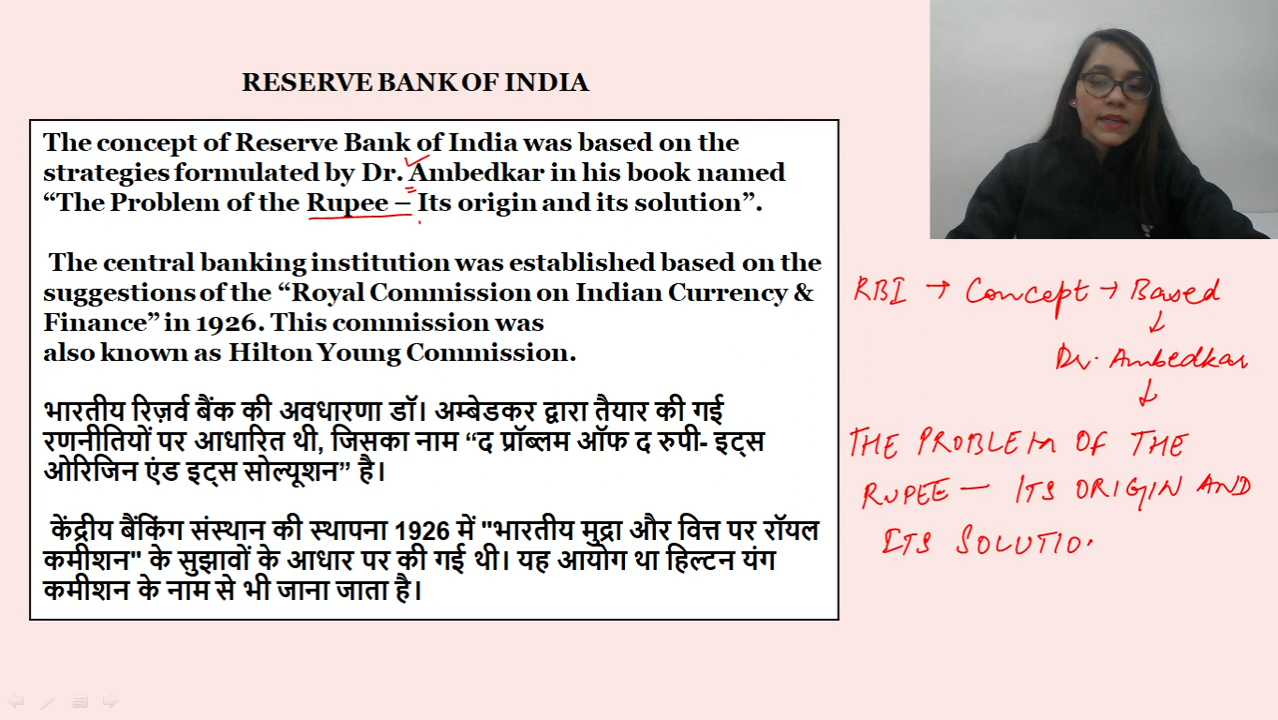 RESERVE BANK OF INDIA
The concept of Reserve Bank of India was based on the
strategies formulated by Dr. Ambedkar in his book named
“The Problem of the Rupee – Its origin and its solution”.
The central banking institution was established based on the
suggestions of the “Royal Commission on Indian Currency &
Finance” in 1926. This commission was
also known as Hilton Young Commission.
भारतीय रिज़र्व बैंक की अवधारणा डॉ। अम्बेडकर द्वारा तैयार की गई
रणनीतियों पर आधारित थी, जिसका नाम “द प्रॉब्लम ऑफ द रुपी- इट्स
ओरिजिन एंड इट्स सोल्यूशन” है।
केंद्रीय बैंकिंग संस्थान की स्थापना 1926 में "भारतीय मुद्रा और वित्त पर रॉयल
कमीशन" के सुझावों के आधार पर की गई थी। यह आयोग था हिल्टन यंग
कमीशन के नाम से भी जाना जाता है।
RBI → Concept → Based
↓
Dr. Ambedkar
↓
THE PROBLEM OF THE
RUPEE — ITS ORIGIN AND
ITS SOLUTIO